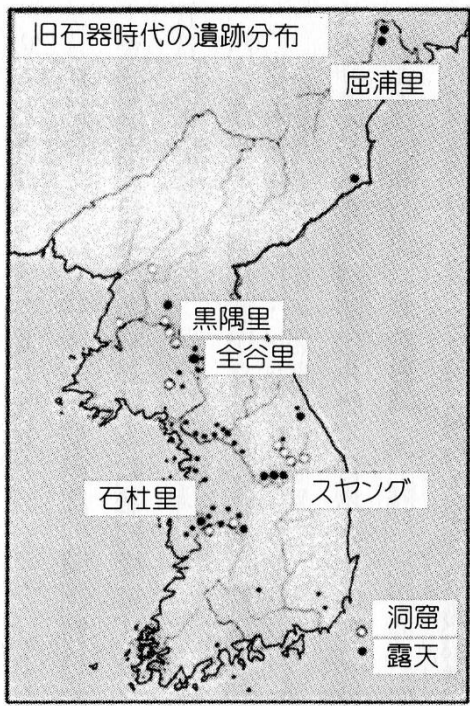 旧石器時代の遺跡分布
屈浦里
黒隅里
全谷里
スヤング
石杜里
洞窟
露天